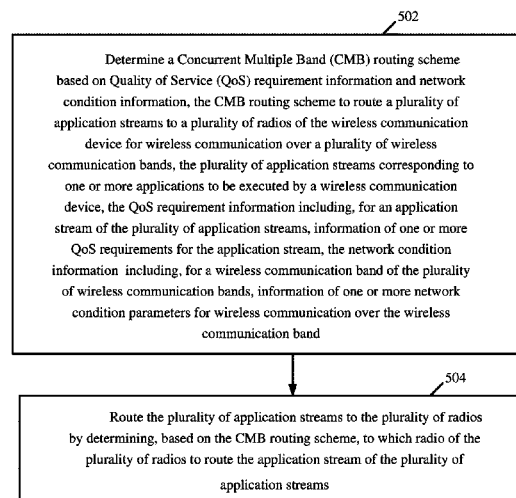 502
Determine a Concurrent Multiple Band (CMB) routing scheme
based on Quality of Service (QoS) requirement information and network
condition information, the CMB routing scheme to route a plurality of
application streams to a plurality of radios of the wireless communication
device for wireless communication over a plurality of wireless
communication bands, the plurality of application streams corresponding to
one or more applications to be executed by a wireless communication
device, the QoS requirement information including, for an application
stream of the plurality of application streams, information of one or more
QoS requirements for the application stream, the network condition
information including, for a wireless communication band of the plurality
of wireless communication bands, information of one or more network
condition parameters for wireless communication over the wireless
communication band
504
Route the plurality of application streams to the plurality of radios
by determining, based on the CMB routing scheme, to which radio of the
plurality of radios to route the application stream of the plurality of
application streams